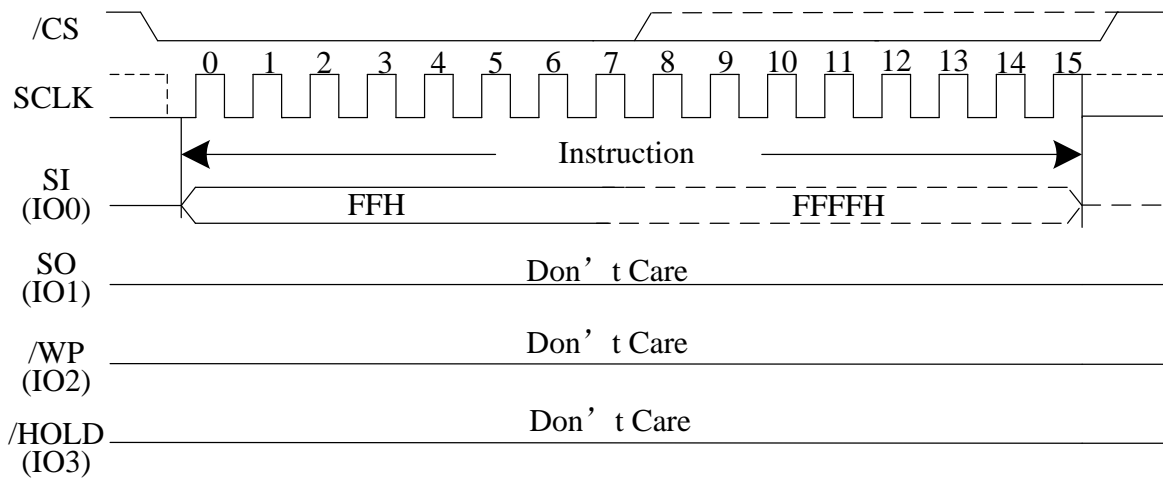 /CS
0 1 2 3 4 5 6 7 8 9 10 11 12 13 14 15
SCLK
Instruction
SI
(IO0)
FFH FFFFH
SO
(IO1)
Don't Care
/WP
(IO2)
Don't Care
/HOLD
(IO3)
Don't Care